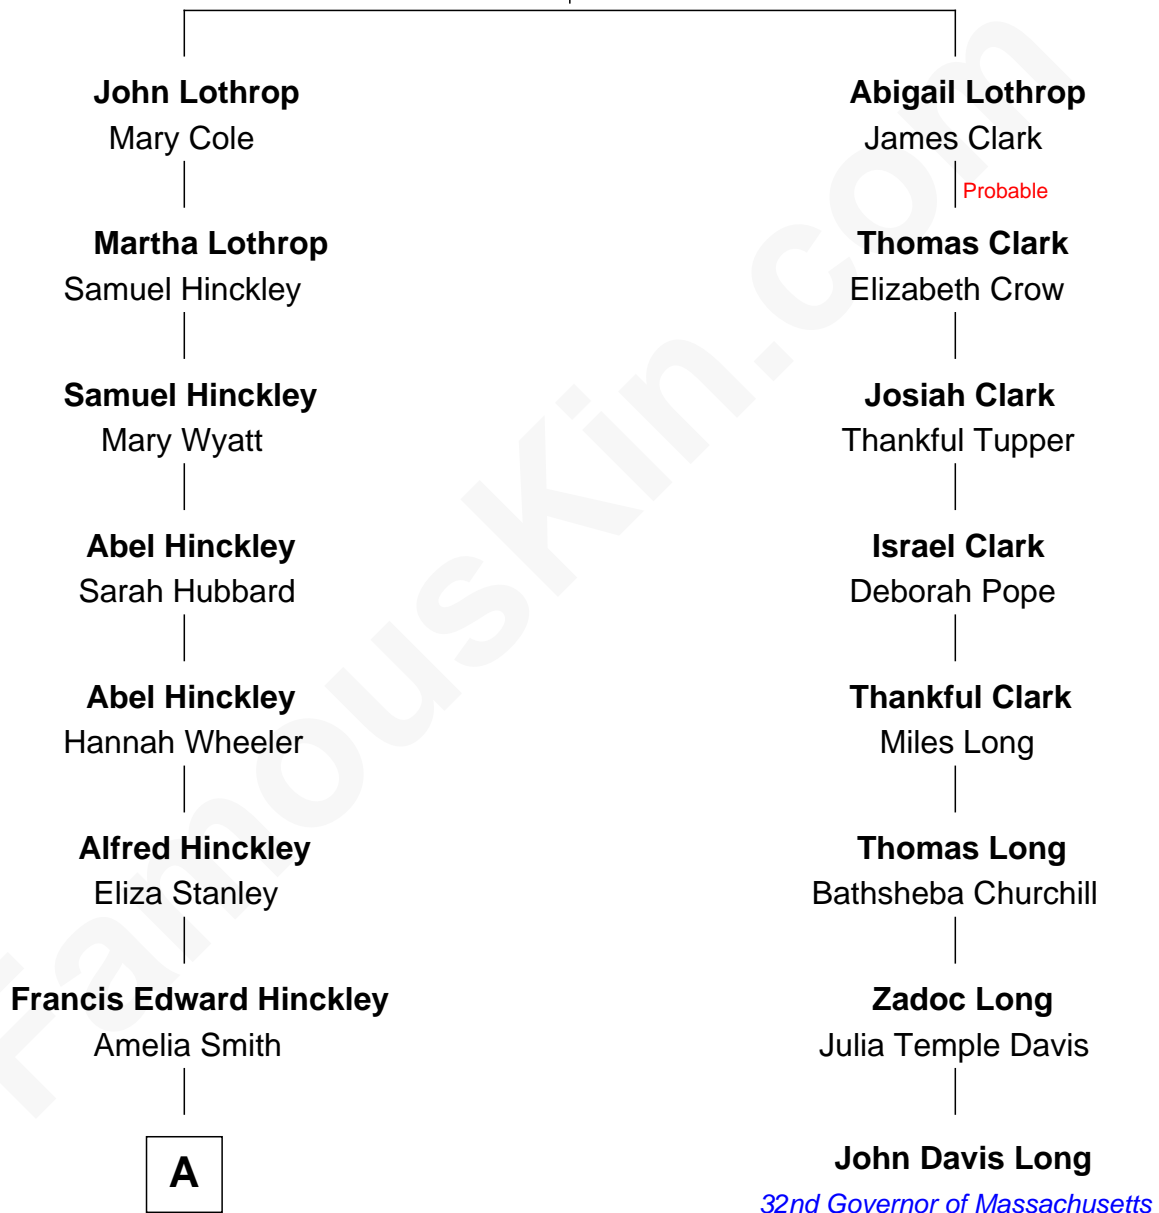 John Lothrop
Mary Cole
Martha Lothrop
Samuel Hinckley
Samuel Hinckley
Mary Wyatt
Abel Hinckley
Sarah Hubbard
Abel Hinckley
Hannah Wheeler
Alfred Hinckley
Eliza Stanley
Francis Edward Hinckley
Amelia Smith
A
Abigail Lothrop
James Clark
Probable
Thomas Clark
Elizabeth Crow
Josiah Clark
Thankful Tupper
Israel Clark
Deborah Pope
Thankful Clark
Miles Long
Thomas Long
Bathsheba Churchill
Zadoc Long
Julia Temple Davis
John Davis Long
32nd Governor of Massachusetts
FamousKin.com